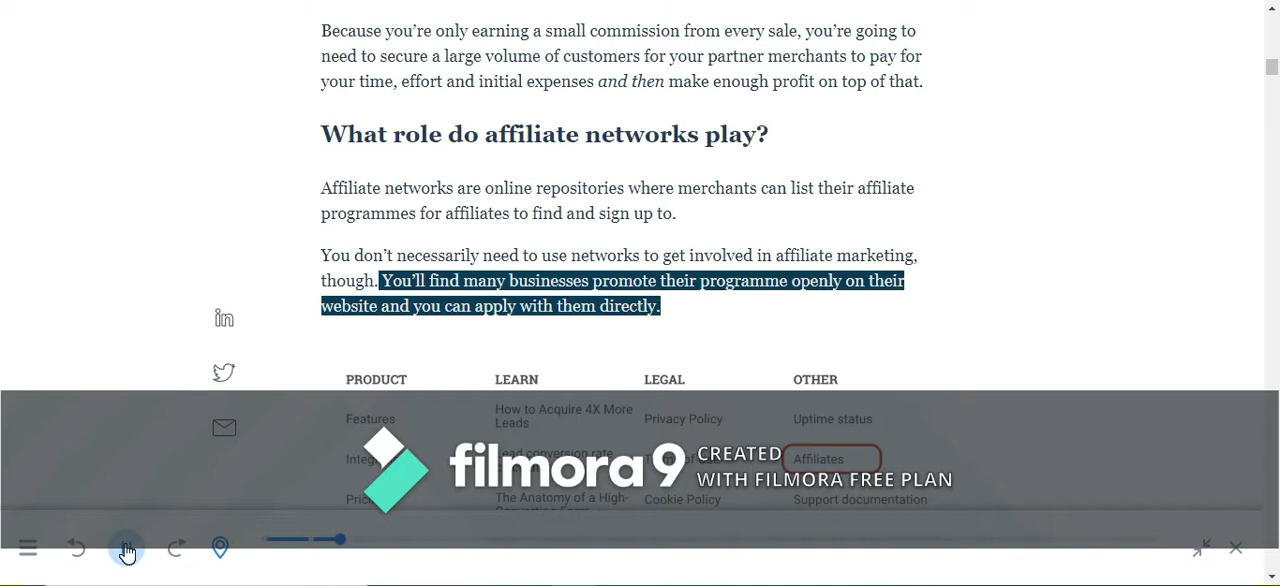 Because you’re only earning a small commission from every sale, you’re going to
need to secure a large volume of customers for your partner merchants to pay for
your time, effort and initial expenses and then make enough profit on top of that.
What role do affiliate networks play?
Affiliate networks are online repositories where merchants can list their affiliate
programmes for affiliates to find and sign up to.
You don’t necessarily need to use networks to get involved in affiliate marketing,
though. You’ll find many businesses promote their programme openly on their
website and you can apply with them directly.
PRODUCT LEARN LEGAL OTHER
Features How to Acquire 4X More Leads Privacy Policy Uptime status
Lead conversion rate Affiliates
The Anatomy of a High- Cookie Policy Support documentation
filmora9 CREATED
WITH FILMORA FREE PLAN